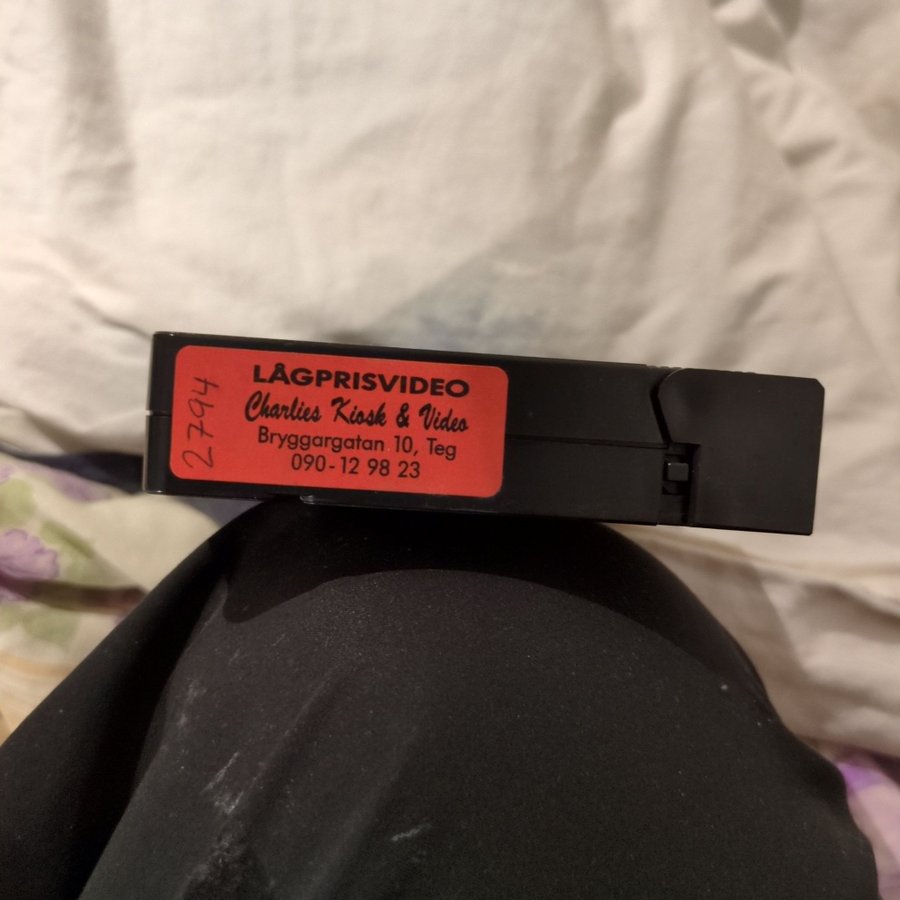 LÅGPRISVIDEO
Charlies Kiosk & Video
Bryggargatan 10, Teg
090-12 98 23
2794